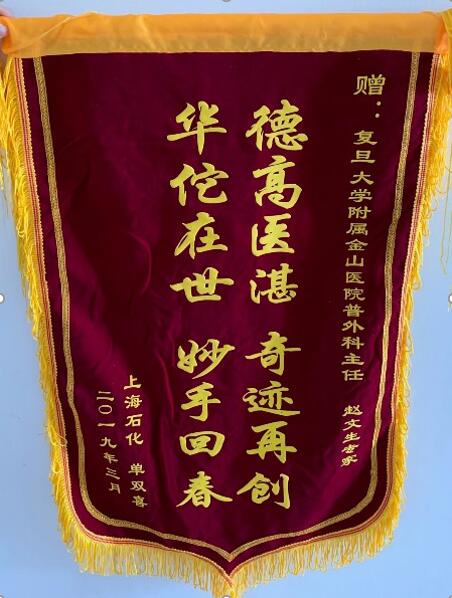 赠：复旦大学附属金山医院普外科主任 赵文生专家
德高医湛 奇迹再创
华佗在世 妙手回春
上海石化 单双喜
二〇一九年三月